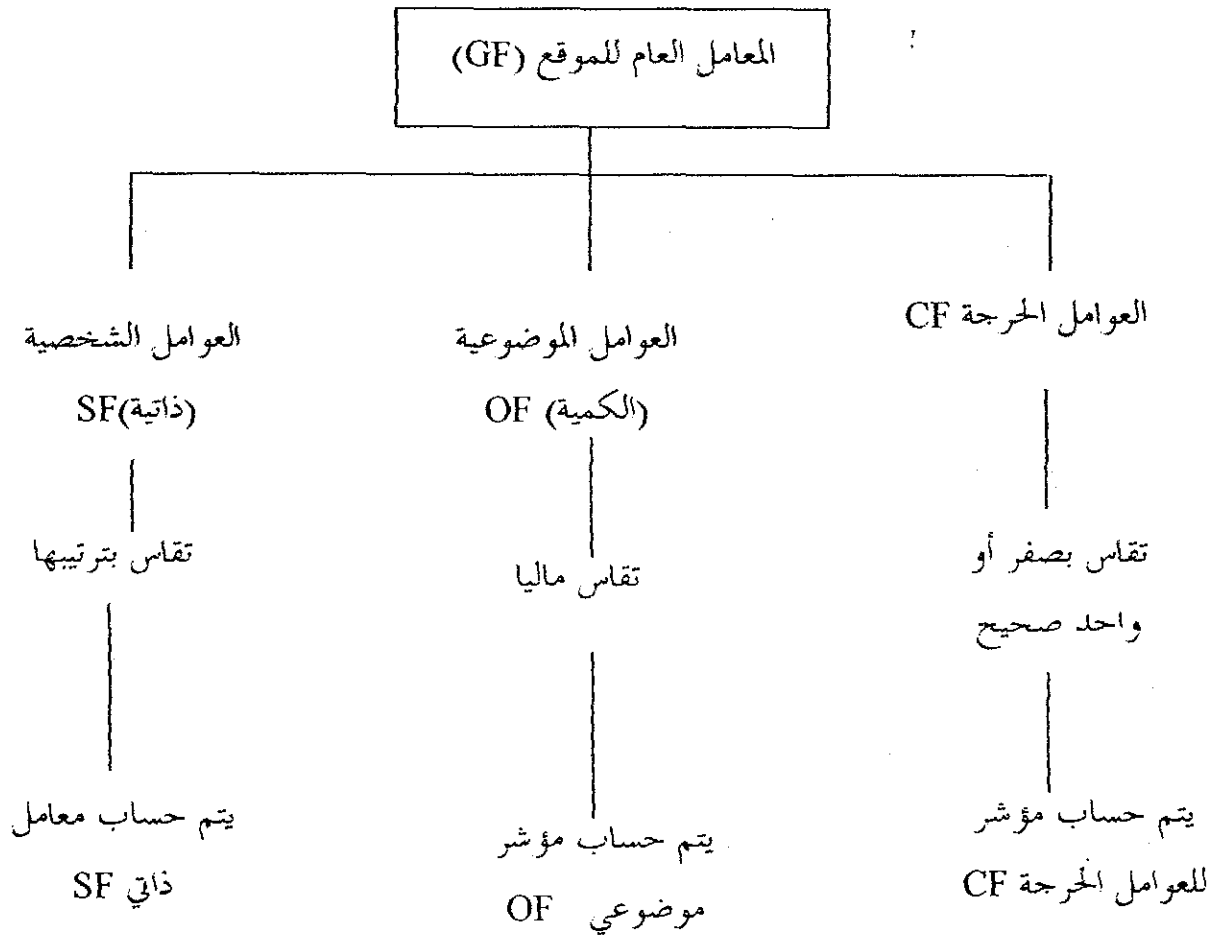 المعامل العام للموقع (GF)
العوامل الحرجة CF
تقاس بصفر أو
واحد صحيح
يتم حساب مؤشر
للعوامل الحرجة CF
العوامل الموضوعية
(الكمية) OF
تقاس ماليا
يتم حساب مؤشر
موضوعي OF
العوامل الشخصية
(ذاتية)SF
تقاس بترتيبها
يتم حساب معامل
ذاتي SF